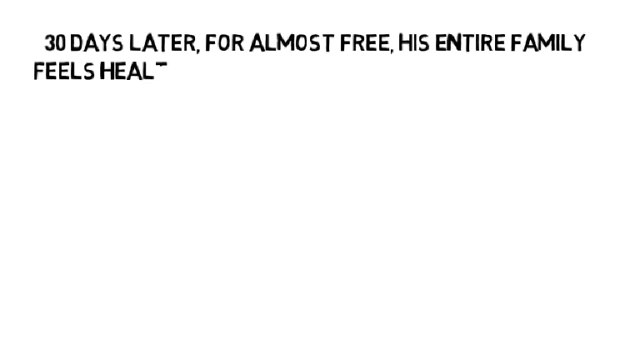 30 DAYS LATER, FOR ALMOST FREE, HIS ENTIRE FAMILY
FEELS HEAL